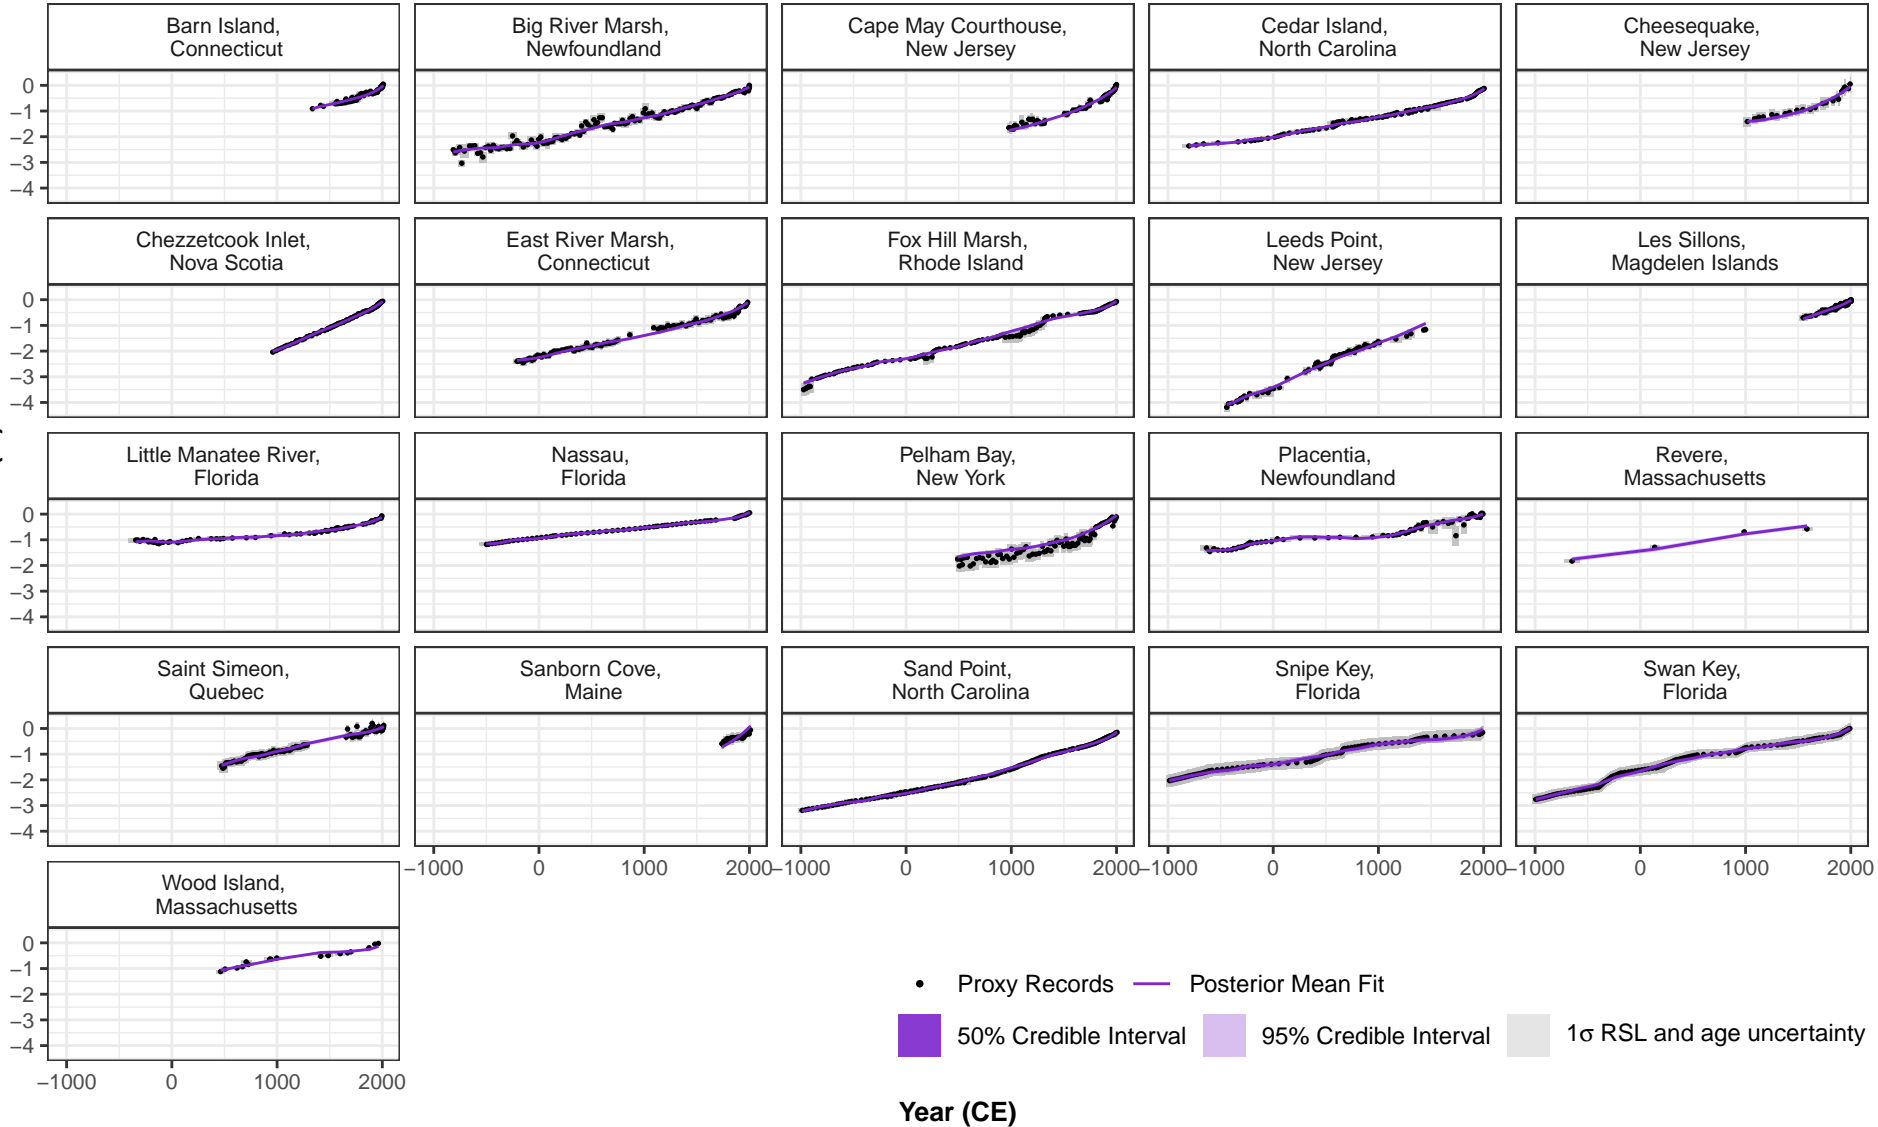 Barn Island,
Connecticut
Big River Marsh,
Newfoundland
Cape May Courthouse,
New Jersey
Cedar Island,
North Carolina
Cheesequake,
New Jersey
0
−1
−2
−3
−4
Chezzetcook Inlet,
Nova Scotia
East River Marsh,
Connecticut
Fox Hill Marsh,
Rhode Island
Leeds Point,
New Jersey
Les Sillons,
Magdelen Islands
0
−1
−2
−3
−4
Little Manatee River,
Florida
Nassau,
Florida
Pelham Bay,
New York
Placentia,
Newfoundland
Revere,
Massachusetts
0
−1
−2
−3
−4
Saint Simeon,
Quebec
Sanborn Cove,
Maine
Sand Point,
North Carolina
Snipe Key,
Florida
Swan Key,
Florida
0
−1
−2
−3
−4
−1000 0 1000 2000
−1000 0 1000 2000
−1000 0 1000 2000
−1000 0 1000 2000
Wood Island,
Massachusetts
0
−1
−2
−3
−4
−1000 0 1000 2000
Proxy Records
Posterior Mean Fit
50% Credible Interval
95% Credible Interval
1σ RSL and age uncertainty
Year (CE)